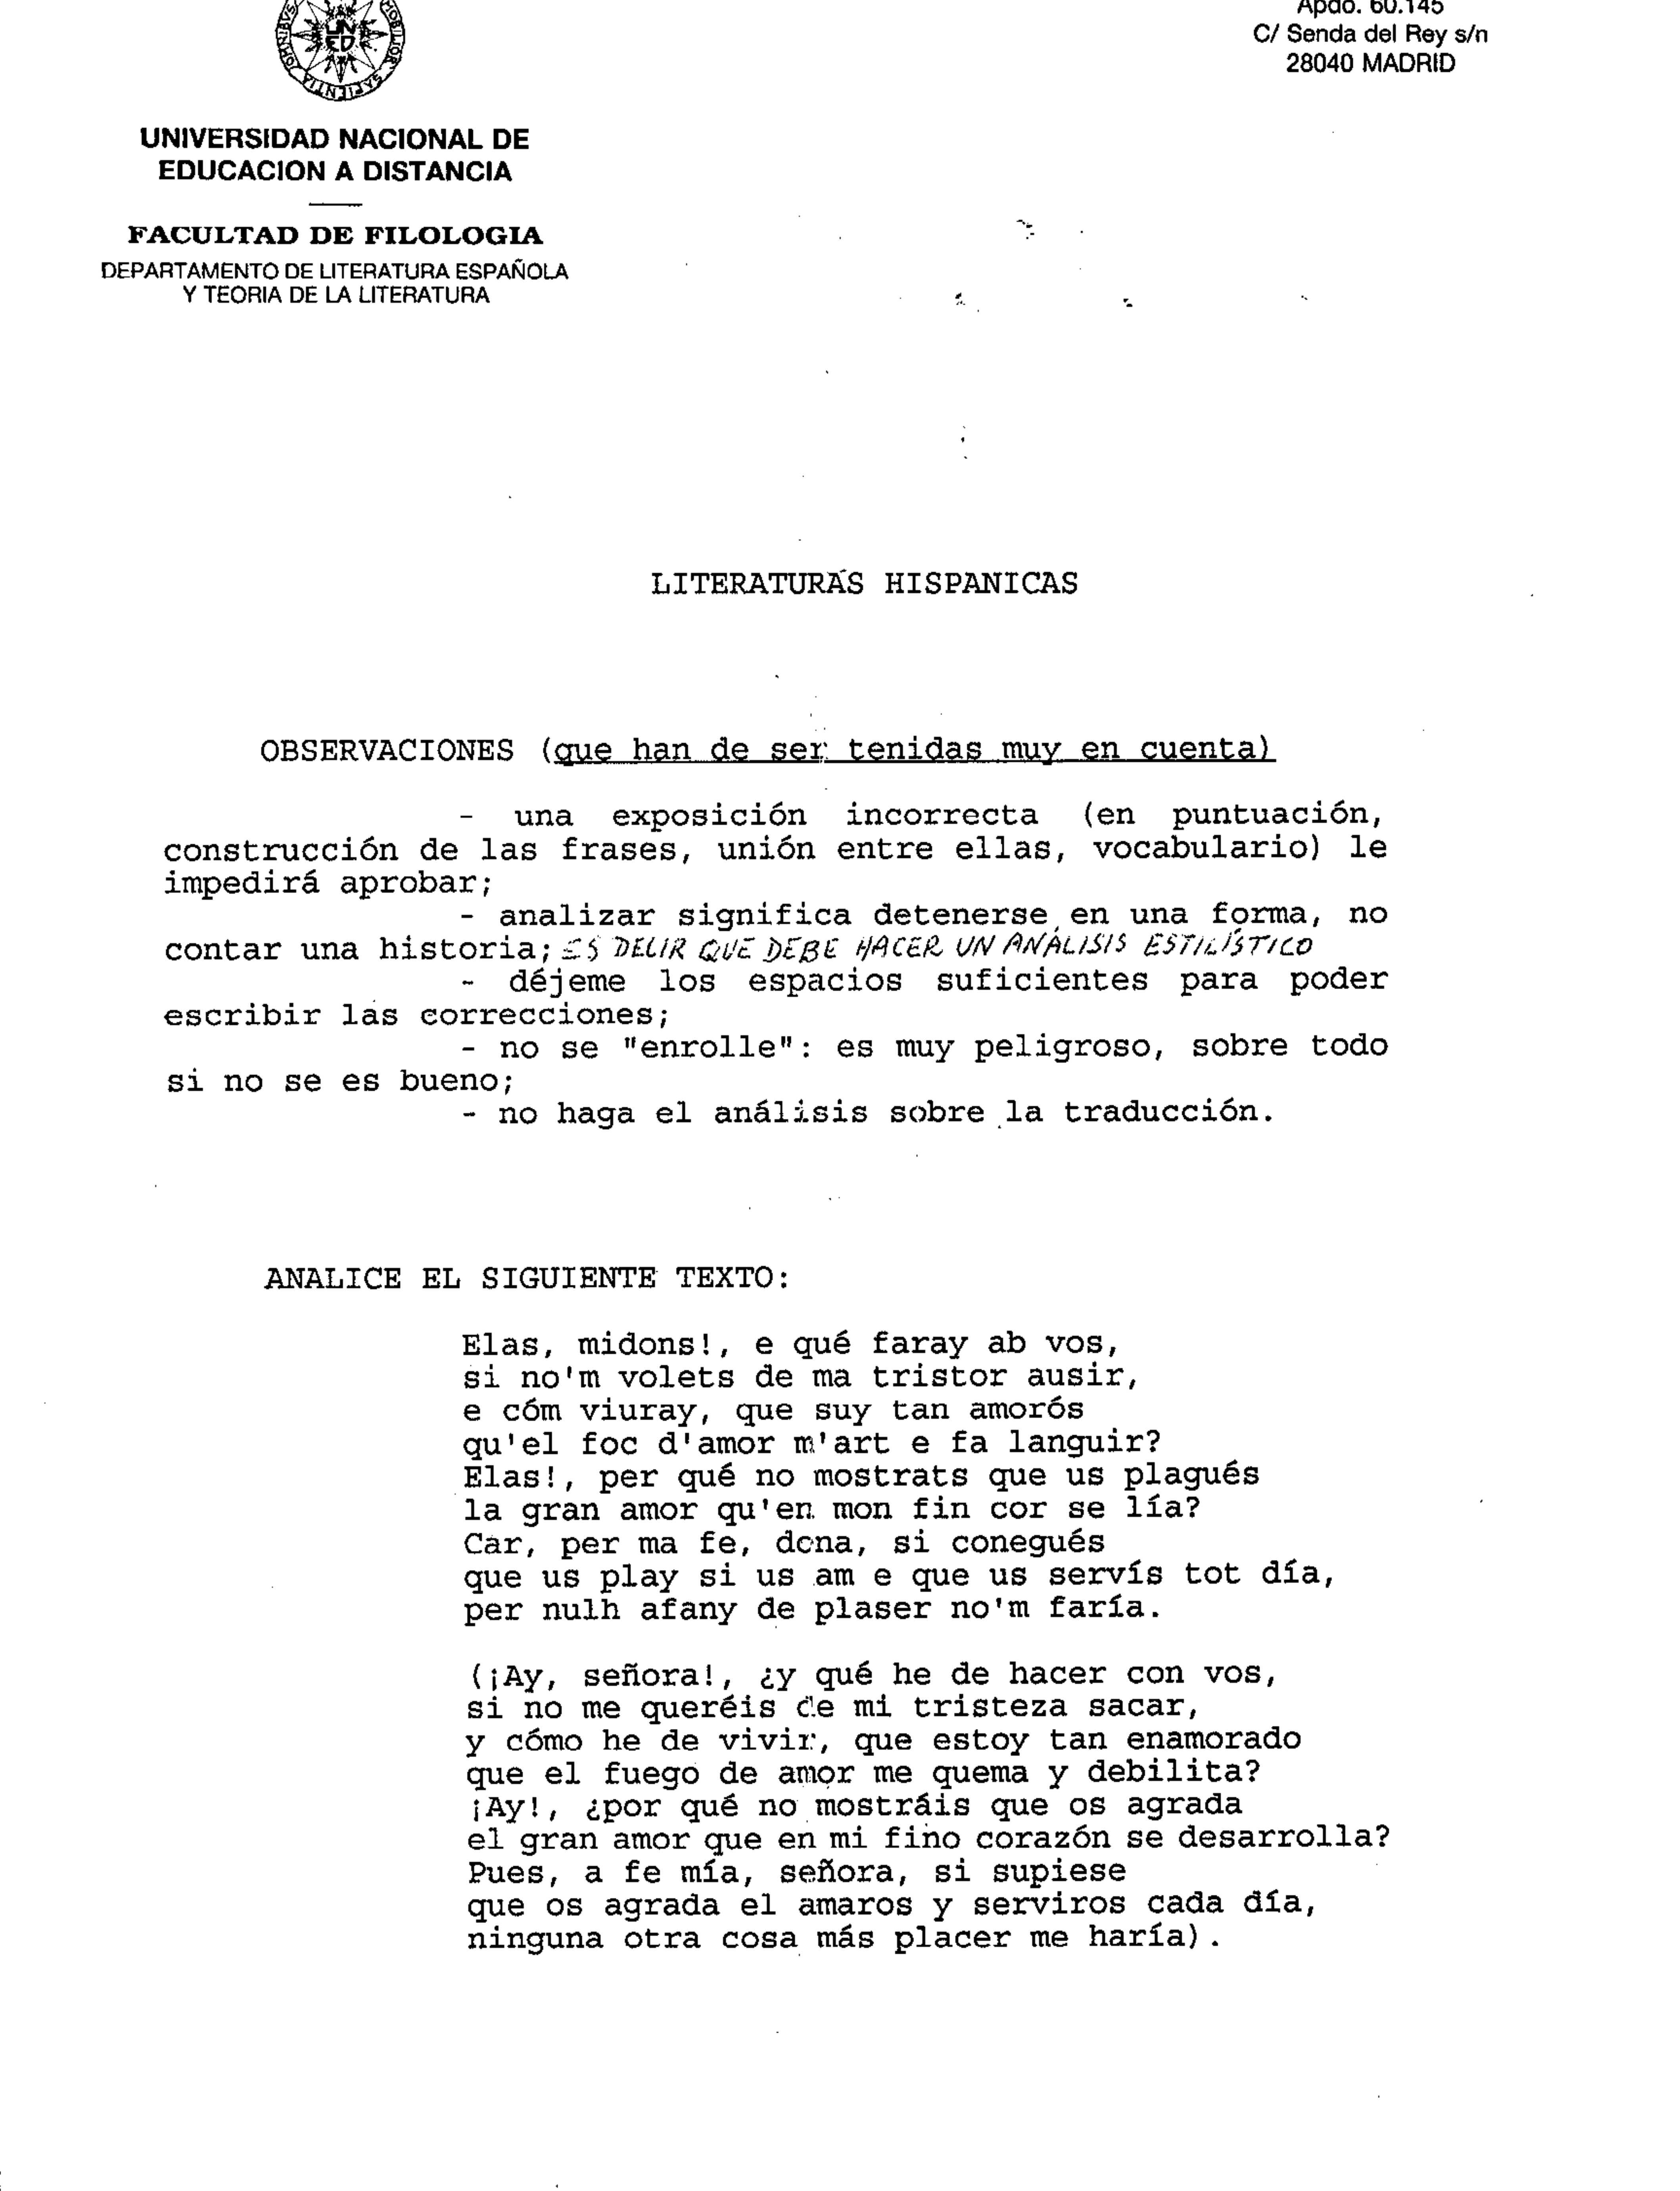 Apdo. 60.145
C/ Senda del Rey s/n
28040 MADRID
UN
ED
SAPIENTIA
UNIVERSIDAD NACIONAL DE
EDUCACION A DISTANCIA
FACULTAD DE FILOLOGIA
DEPARTAMENTO DE LITERATURA ESPAÑOLA
Y TEORIA DE LA LITERATURA
LITERATURAS HISPANICAS
OBSERVACIONES (que han de ser tenidas muy en cuenta)
- una exposición incorrecta (en puntuación,
construcción de las frases, unión entre ellas, vocabulario) le
impedirá aprobar;
- analizar significa detenerse en una forma, no
contar una historia; ES DECIR QUE DEBE HACER UN ANÁLISIS ESTILÍSTICO
- déjeme los espacios suficientes para poder
escribir las correcciones;
- no se "enrolle": es muy peligroso, sobre todo
si no se es bueno;
- no haga el análisis sobre la traducción.
ANALICE EL SIGUIENTE TEXTO:
Elas, midons!, e qué faray ab vos,
si no'm volets de ma tristor ausir,
e cóm viuray, que suy tan amorós
qu'el foc d'amor m'art e fa languir?
Elas!, per qué no mostrats que us plagués
la gran amor qu'en mon fin cor se lía?
Car, per ma fe, dona, si conegués
que us play si us am e que us servís tot día,
per nulh afany de plaser no'm faría.
(¡Ay, señora!, ¿y qué he de hacer con vos,
si no me queréis de mi tristeza sacar,
y cómo he de vivir, que estoy tan enamorado
que el fuego de amor me quema y debilita?
¡Ay!, ¿por qué no mostráis que os agrada
el gran amor que en mi fino corazón se desarrolla?
Pues, a fe mía, señora, si supiese
que os agrada el amaros y serviros cada día,
ninguna otra cosa más placer me haría).